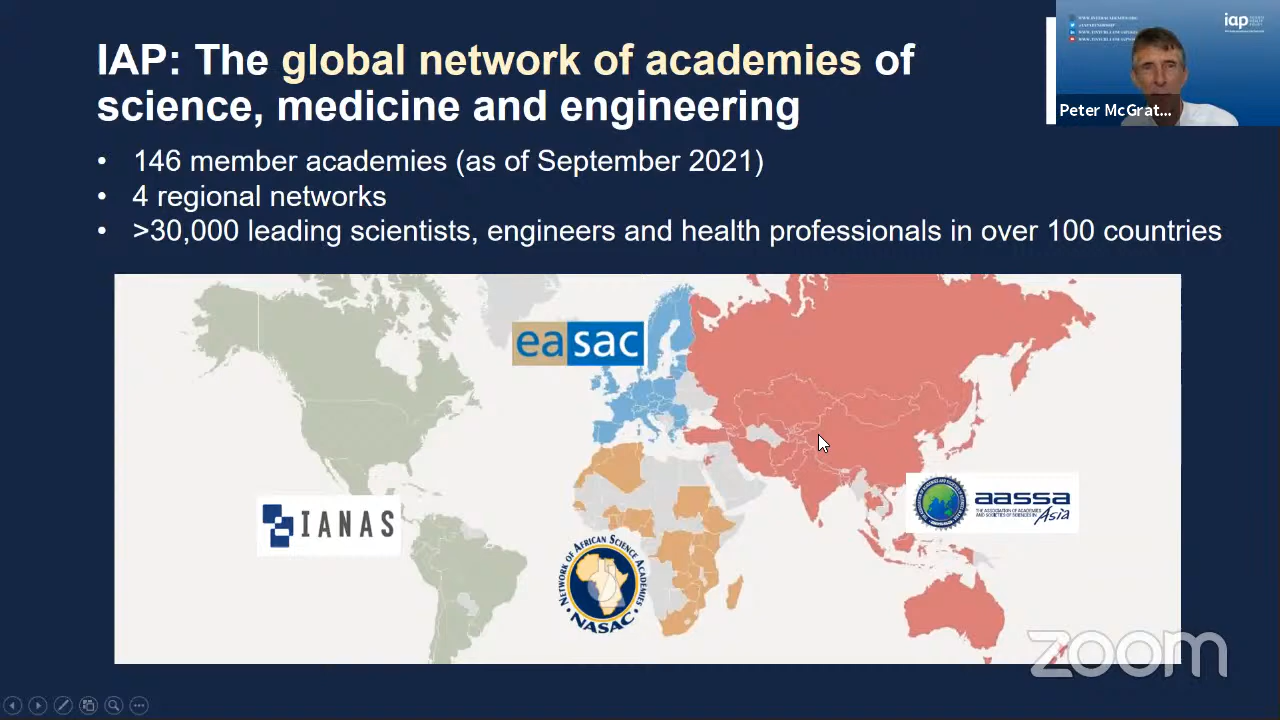 IAP: The global network of academies of
science, medicine and engineering
• 146 member academies (as of September 2021)
• 4 regional networks
• >30,000 leading scientists, engineers and health professionals in over 100 countries
iap
Peter McGrat...
easac
IANAS
NETWORK OF AFRICAN SCIENCE ACADEMIES
NASAC
aassa
THE ASSOCIATION OF ACADEMIES
AND SOCIETIES OF SCIENCES IN
Asia
zoom